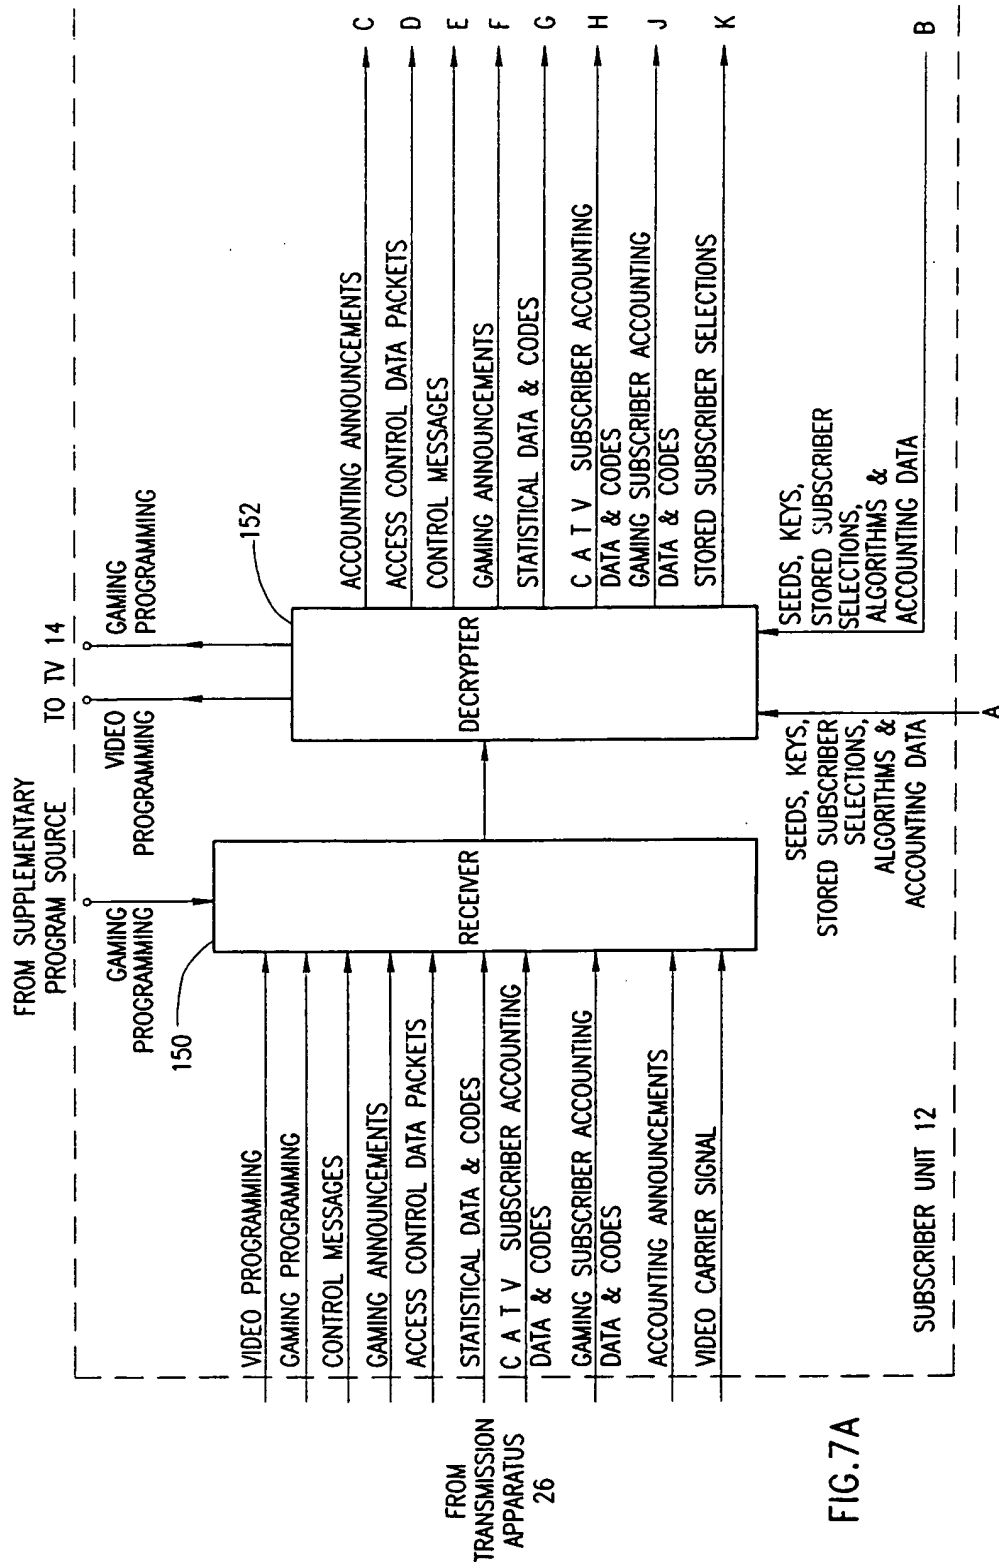 FROM SUPPLEMENTARY
PROGRAM SOURCE
TO TV 14
GAMING
PROGRAMMING
VIDEO
PROGRAMMING
GAMING
PROGRAMMING
150
152
RECEIVER
DECRYPTER
FROM
TRANSMISSION
APPARATUS
26
VIDEO PROGRAMMING
GAMING PROGRAMMING
CONTROL MESSAGES
GAMING ANNOUNCEMENTS
ACCESS CONTROL DATA PACKETS
STATISTICAL DATA & CODES
C A T V SUBSCRIBER ACCOUNTING
DATA & CODES
GAMING SUBSCRIBER ACCOUNTING
DATA & CODES
ACCOUNTING ANNOUNCEMENTS
VIDEO CARRIER SIGNAL
ACCOUNTING ANNOUNCEMENTS
C
ACCESS CONTROL DATA PACKETS
D
CONTROL MESSAGES
E
GAMING ANNOUNCEMENTS
F
STATISTICAL DATA & CODES
G
C A T V SUBSCRIBER ACCOUNTING
DATA & CODES
H
GAMING SUBSCRIBER ACCOUNTING
DATA & CODES
J
STORED SUBSCRIBER SELECTIONS
K
SEEDS, KEYS,
STORED SUBSCRIBER
SELECTIONS,
ALGORITHMS &
ACCOUNTING DATA
A
SEEDS, KEYS,
STORED SUBSCRIBER
SELECTIONS,
ALGORITHMS &
ACCOUNTING DATA
B
SUBSCRIBER UNIT 12
FIG.7A